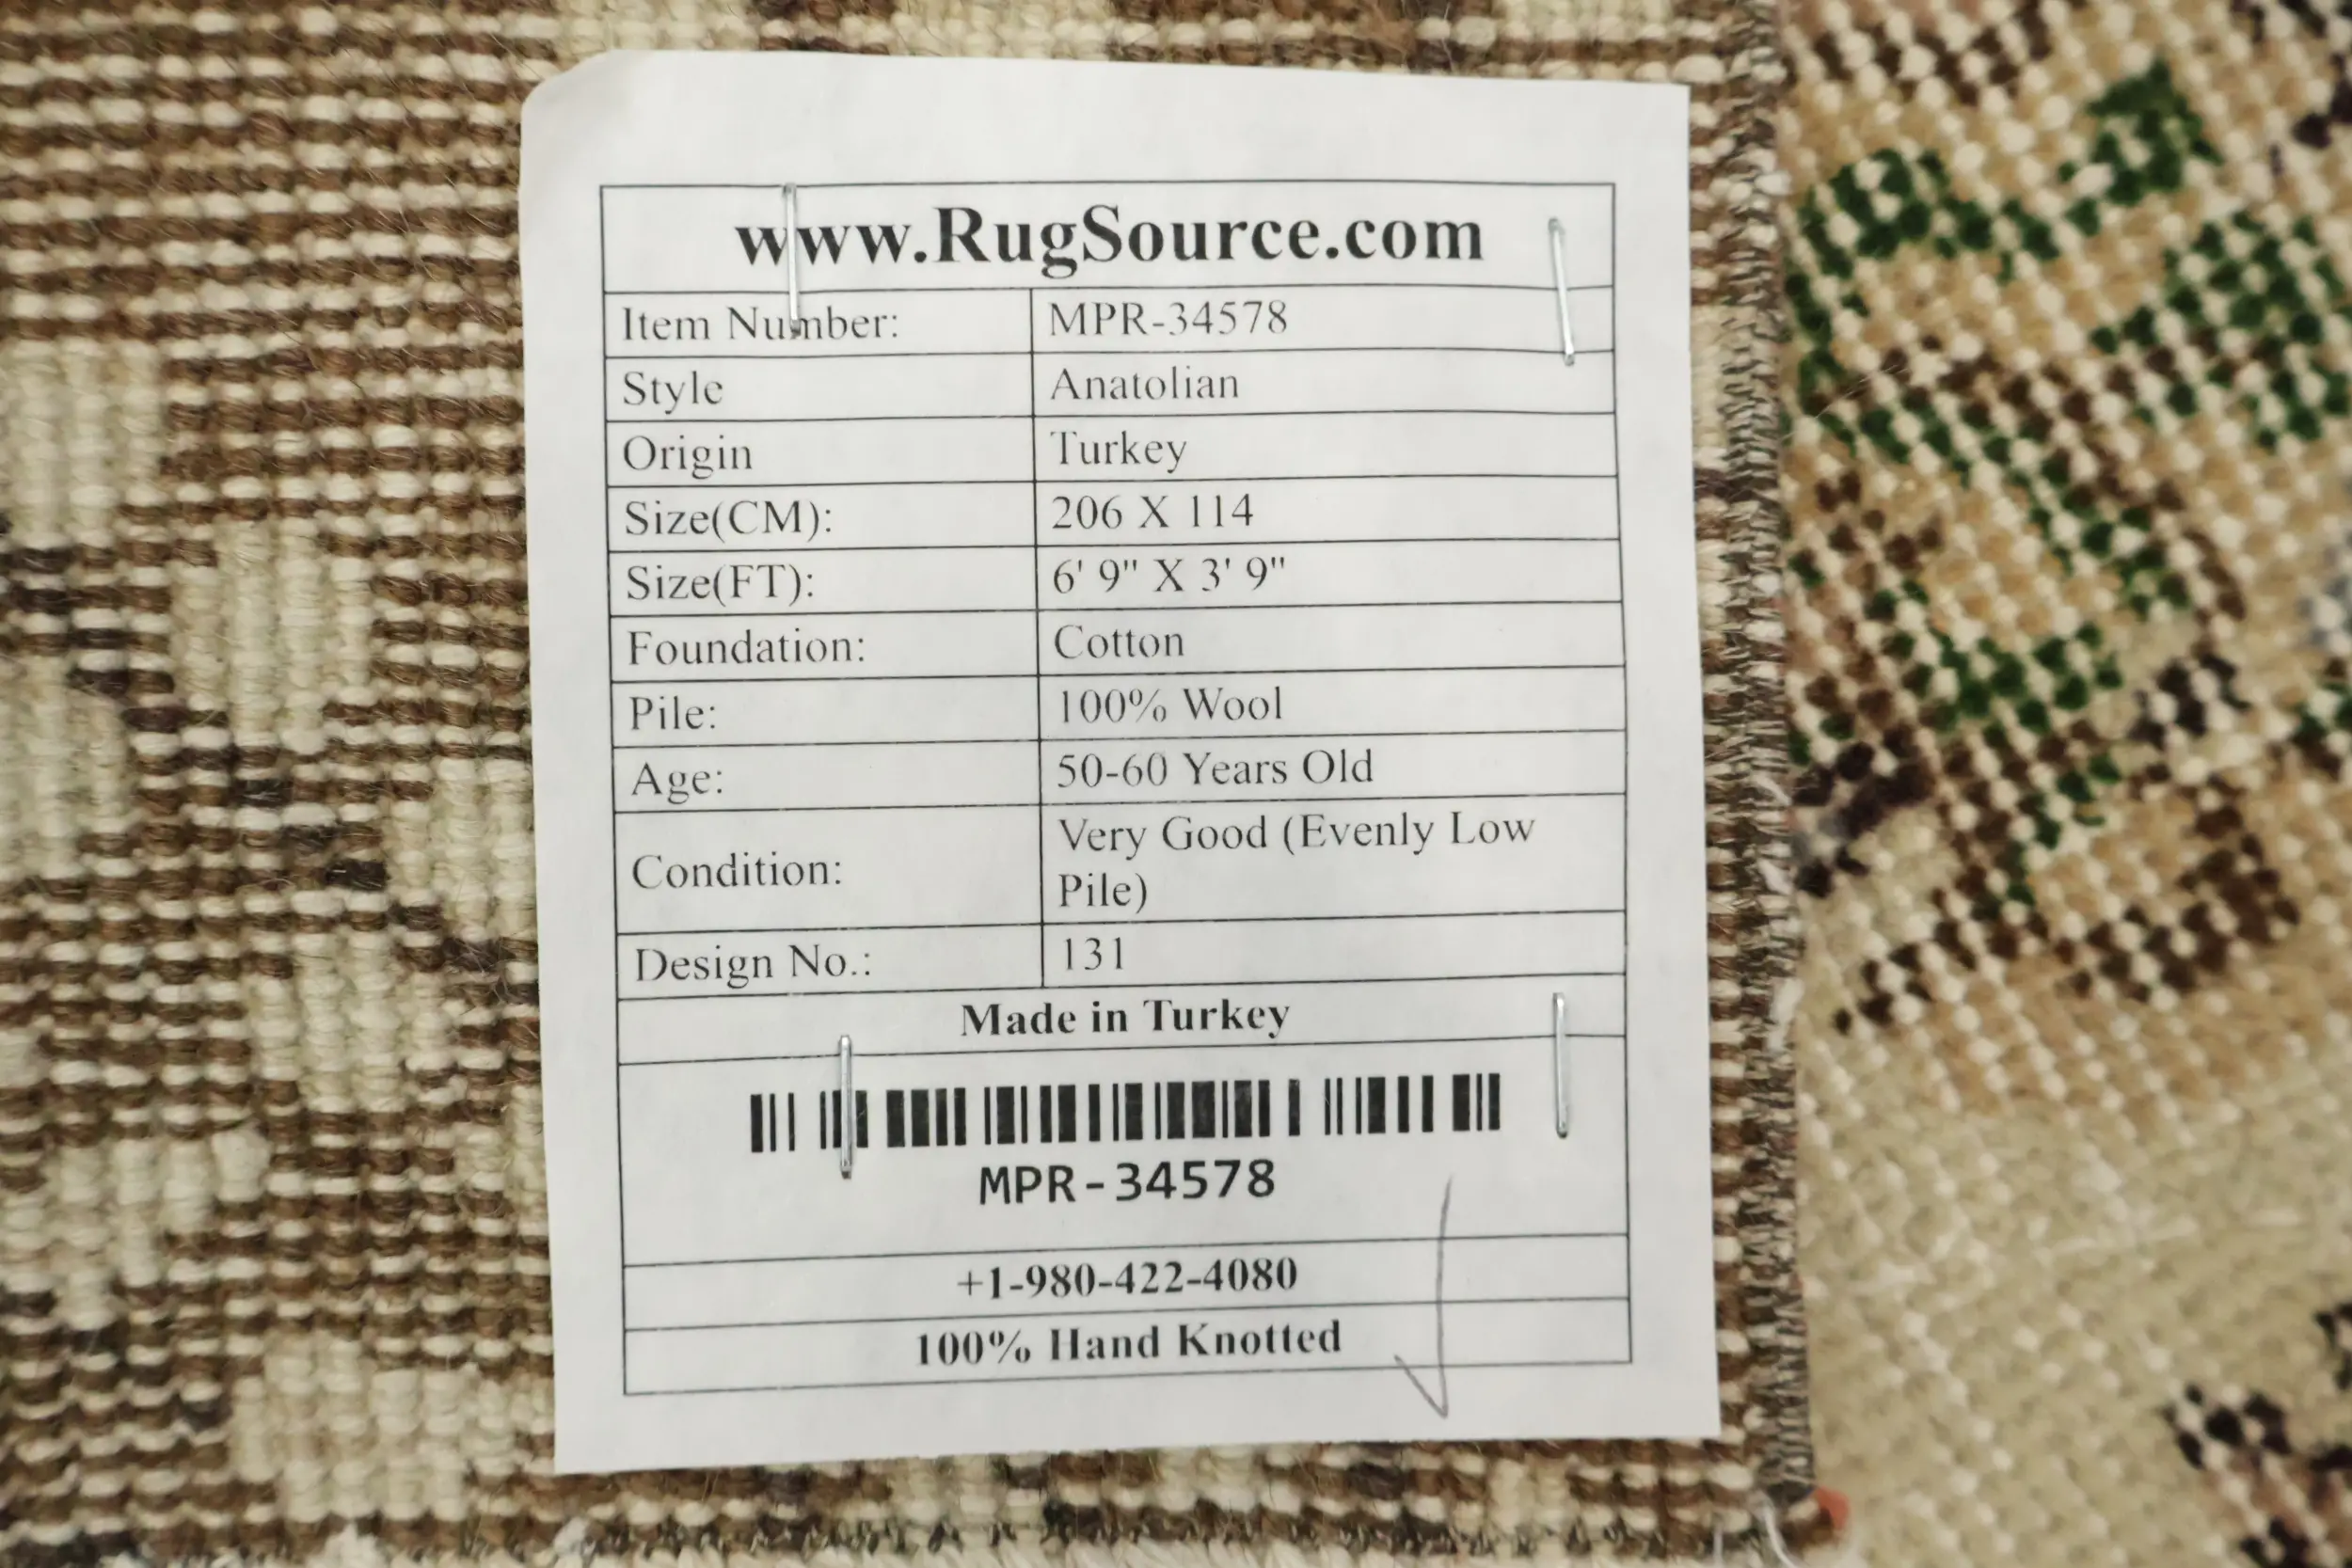 www.RugSource.com
Item Number: MPR-34578
Style Anatolian
Origin Turkey
Size(CM): 206 X 114
Size(FT): 6' 9" X 3' 9"
Foundation: Cotton
Pile: 100% Wool
Age: 50-60 Years Old
Condition: Very Good (Evenly Low
Pile)
Design No.: 131
Made in Turkey
MPR-34578
+1-980-422-4080
100% Hand Knotted